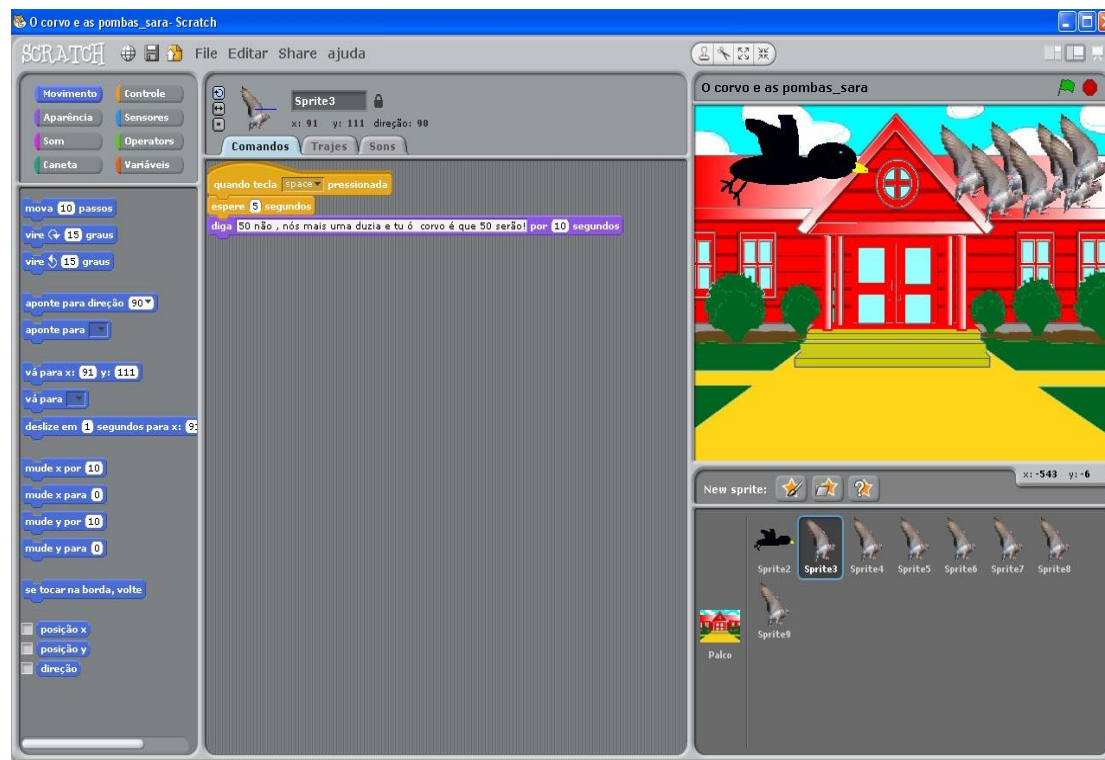 O corvo e as pombas_sara- Scratch
SCRATCH File Editar Share ajuda
Movimento Controle
Aparência Sensores
Som Operators
Caneta Variáveis
mova 10 passos
vire 15 graus
vire 15 graus
aponte para direção 90
aponte para
vá para x: 91 y: 111
vá para
deslize em 1 segundos para x: 91
mude x por 10
mude x para 0
mude y por 10
mude y para 0
se tocar na borda, volte
posição x
posição y
direção
Sprite3
x: 91 y: 111 direção: 90
Comandos Trajes Sons
quando tecla space pressionada
espere 5 segundos
diga 50 não , nós mais uma duzia e tu ó corvo é que 50 serão! por 10 segundos
O corvo e as pombas_sara
x: -543 y: -6
New sprite:
Sprite2 Sprite3 Sprite4 Sprite5 Sprite6 Sprite7 Sprite8
Sprite9
Palco